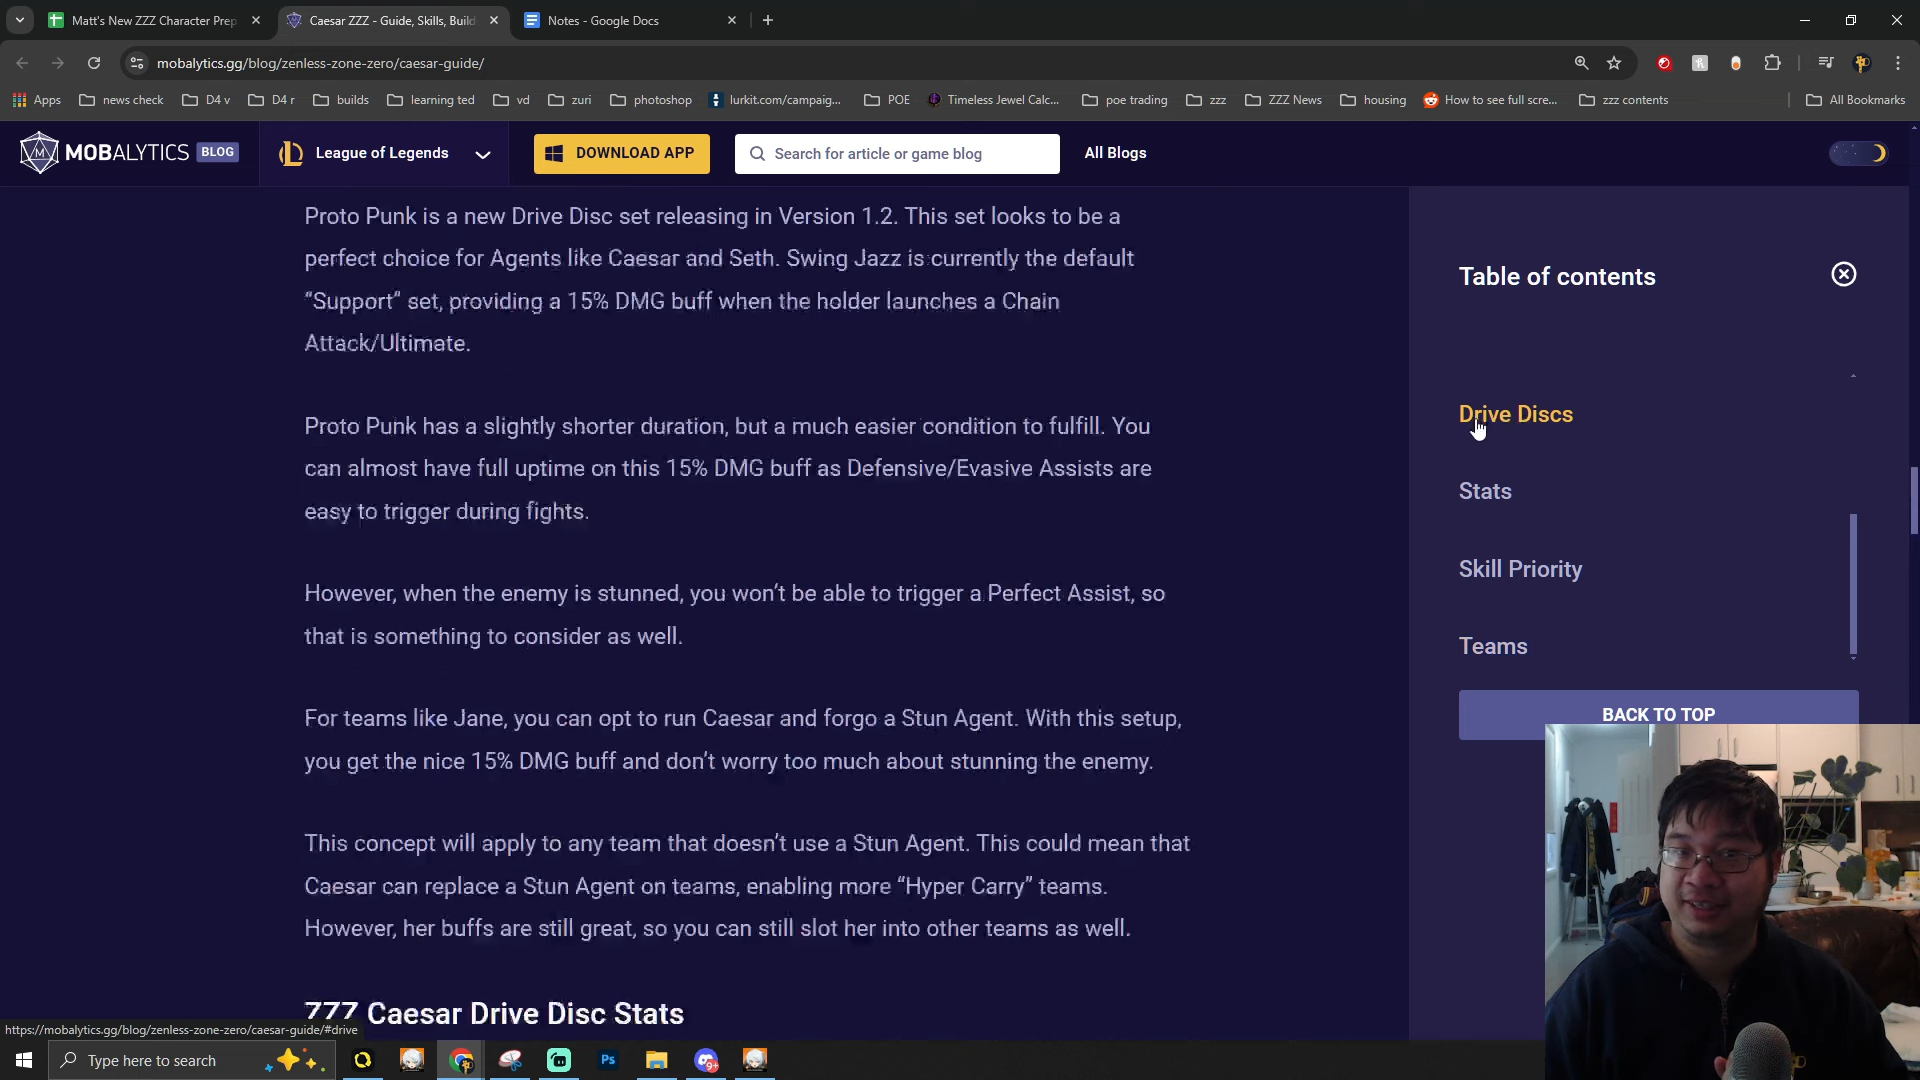 Matt's New ZZZ Character Prep
Caesar ZZZ - Guide, Skills, Build
Notes - Google Docs
mobalytics.gg/blog/zenless-zone-zero/caesar-guide/
Apps
news check
D4 v
D4 r
builds
learning ted
vd
zuri
photoshop
lurkit.com/campaig...
POE
Timeless Jewel Calc...
poe trading
zzz
ZZZ News
housing
How to see full scre...
zzz contents
All Bookmarks
MOBALYTICS BLOG
League of Legends
DOWNLOAD APP
Search for article or game blog
All Blogs
Proto Punk is a new Drive Disc set releasing in Version 1.2. This set looks to be a
perfect choice for Agents like Caesar and Seth. Swing Jazz is currently the default
“Support” set, providing a 15% DMG buff when the holder launches a Chain
Attack/Ultimate.
Proto Punk has a slightly shorter duration, but a much easier condition to fulfill. You
can almost have full uptime on this 15% DMG buff as Defensive/Evasive Assists are
easy to trigger during fights.
However, when the enemy is stunned, you won’t be able to trigger a Perfect Assist, so
that is something to consider as well.
For teams like Jane, you can opt to run Caesar and forgo a Stun Agent. With this setup,
you get the nice 15% DMG buff and don’t worry too much about stunning the enemy.
This concept will apply to any team that doesn’t use a Stun Agent. This could mean that
Caesar can replace a Stun Agent on teams, enabling more “Hyper Carry” teams.
However, her buffs are still great, so you can still slot her into other teams as well.
ZZZ Caesar Drive Disc Stats
Table of contents
Drive Discs
Stats
Skill Priority
Teams
BACK TO TOP
https://mobalytics.gg/blog/zenless-zone-zero/caesar-guide/#drive
Type here to search
Ps
9+